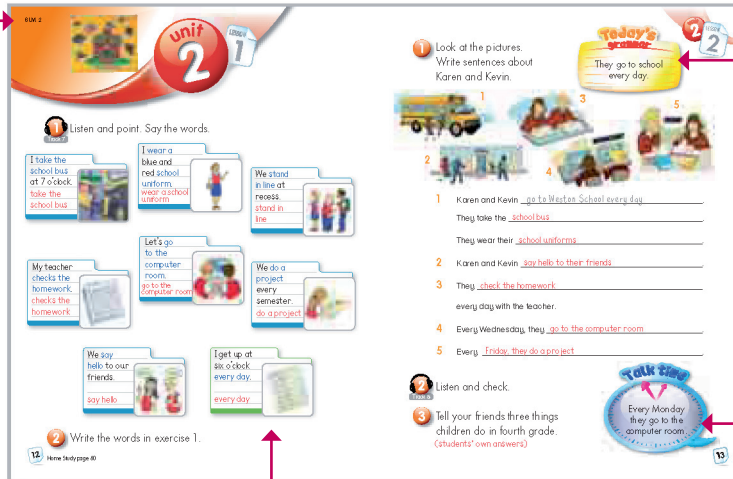 unit
2
LESSON
1
1 Listen and point. Say the words.
I take the
school bus
at 7 o'clock.
take the
school bus
I wear a
blue and
red school
uniform.
wear a school
uniform
We stand
in line at
recess.
stand in
line
My teacher
checks the
homework.
checks the
homework
Let's go
to the
computer
room.
go to the
computer room
We do a
project
every
semester.
do a project
We say
hello to our
friends.
say hello
I get up at
six o'clock
every day.
every day
2 Write the words in exercise 1.
12 Home Study page 80
2
LESSON
2
1 Look at the pictures.
Write sentences about
Karen and Kevin.
Today's
grammar
They go to school
every day.
1
3
5
2
4
1 Karen and Kevin go to Weston School every day.
They take the school bus.
They wear their school uniforms.
2 Karen and Kevin say hello to their friends.
3 They check the homework
every day with the teacher.
4 Every Wednesday, they go to the computer room.
5 Every Friday, they do a project.
2 Listen and check.
3 Tell your friends three things
children do in fourth grade.
(students' own answers)
Talk time
Every Monday
they go to the
computer room.
13